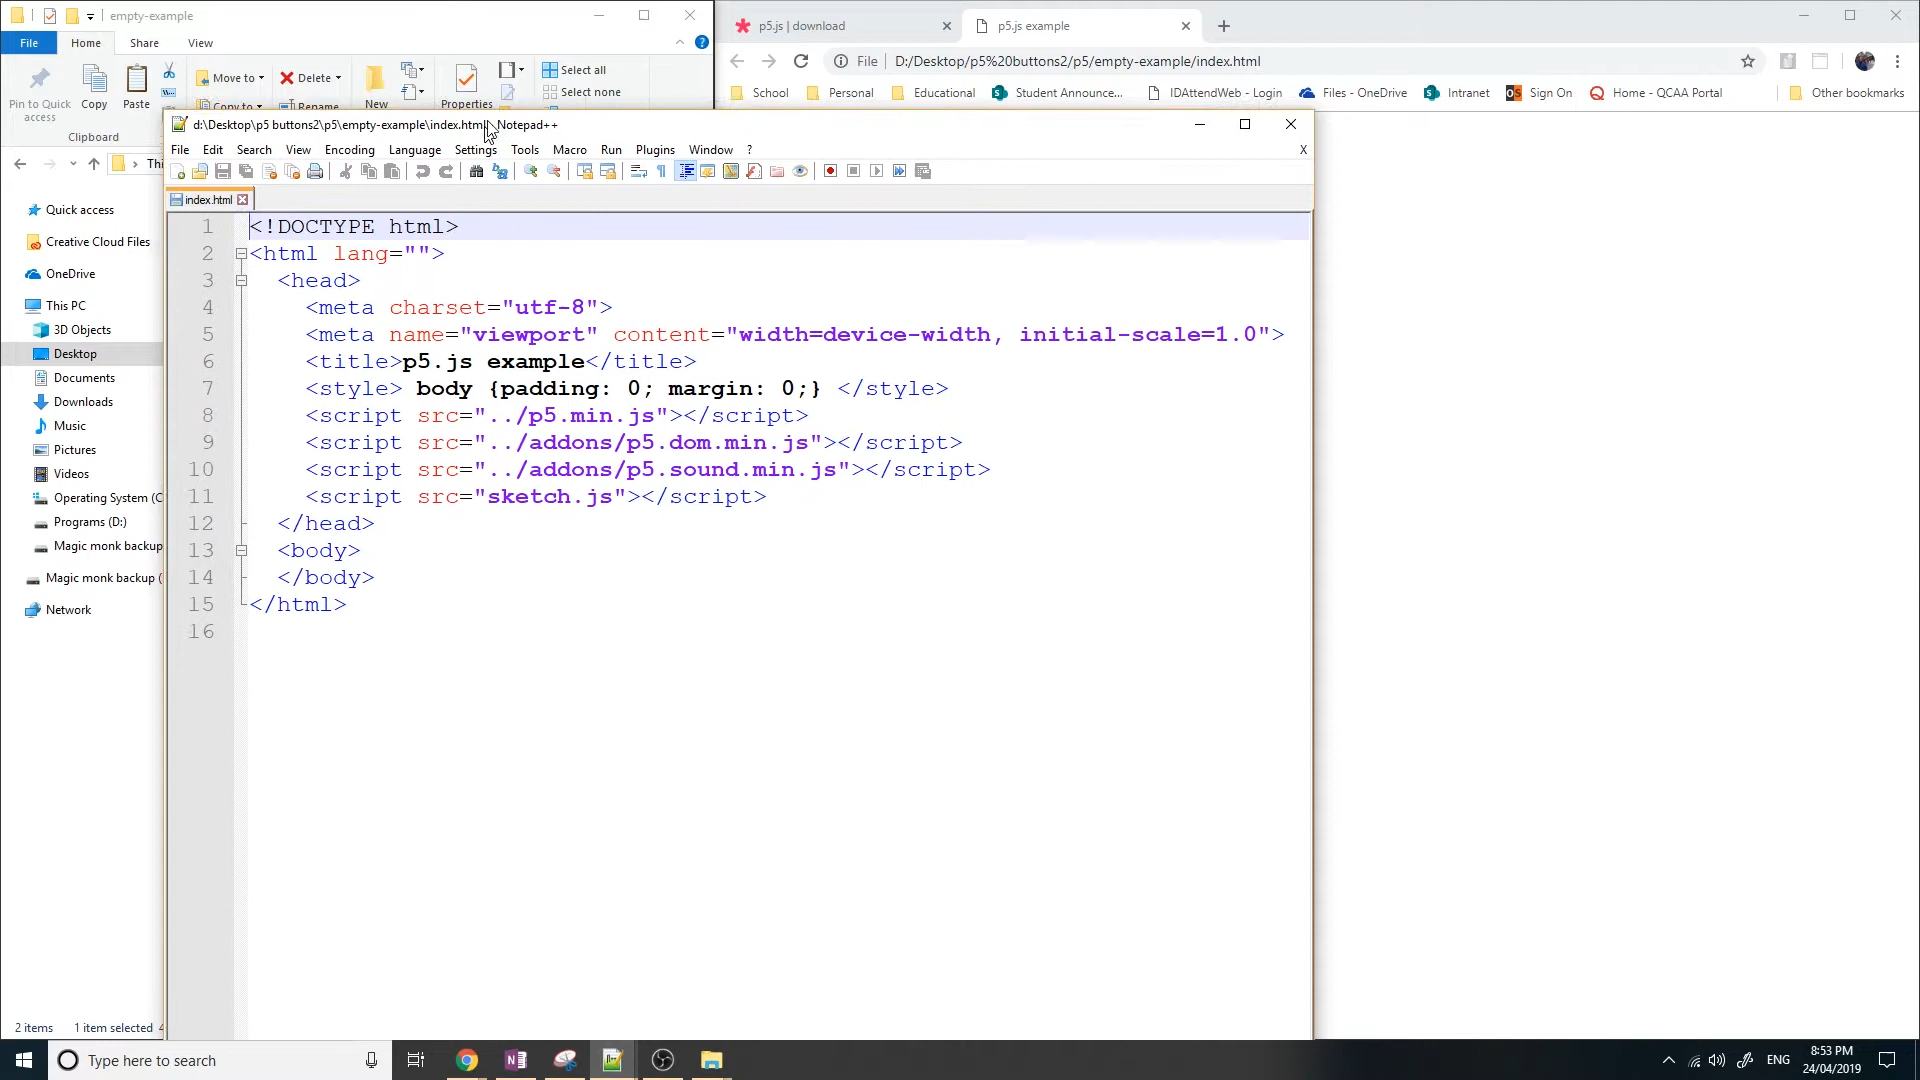 empty-example
File Home Share View
Pin to Quick access
Copy
Paste
Move to
Copy to
Delete
Rename
New
Properties
Select all
Select none
Clipboard
Quick access
Creative Cloud Files
OneDrive
This PC
3D Objects
Desktop
Documents
Downloads
Music
Pictures
Videos
Operating System (C
Programs (D:)
Magic monk backup
Magic monk backup (
Network
2 items 1 item selected
p5.js | download
p5.js example
File | D:/Desktop/p5%20buttons2/p5/empty-example/index.html
School Personal Educational Student Announce... IDAttendWeb - Login Files - OneDrive Intranet Sign On Home - QCAA Portal Other bookmarks
d:\Desktop\p5 buttons2\p5\empty-example\index.html - Notepad++
File Edit Search View Encoding Language Settings Tools Macro Run Plugins Window ? X
index.html
1 <!DOCTYPE html>
2 <html lang="">
3 <head>
4 <meta charset="utf-8">
5 <meta name="viewport" content="width=device-width, initial-scale=1.0">
6 <title>p5.js example</title>
7 <style> body {padding: 0; margin: 0;} </style>
8 <script src="../p5.min.js"></script>
9 <script src="../addons/p5.dom.min.js"></script>
10 <script src="../addons/p5.sound.min.js"></script>
11 <script src="sketch.js"></script>
12 </head>
13 <body>
14 </body>
15 </html>
16
Type here to search
ENG
8:53 PM
24/04/2019